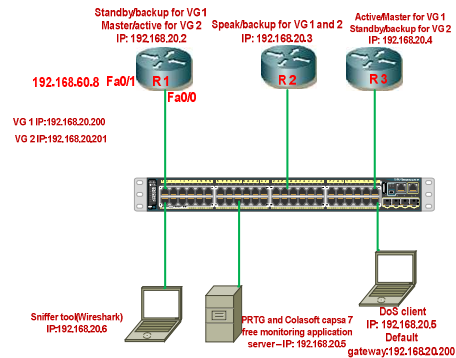 Standby/backup for VG1
Master/active for VG 2
IP: 192,168.20,2
Speak/backup for VG 1 and 2
IP: 192.168.20.3
Active/Master for VG 1
Standby/backup for VG 2
IP: 192,168.20.4
192-168-60.8
Fa0/1
R 1
R 2
R 3
Fa0/0
VG 1 IP:192.168.20.200
VG 2 IP:192,168,20,201
Sniffer tool(Wireshark)
IP:192,168,20,6
PRTG and Colasoft capsa 7
free monitoring application
server – IP: 192,168,20,5
DoS client
IP: 192,168,20,5
Default
gateway:192-168.20.200